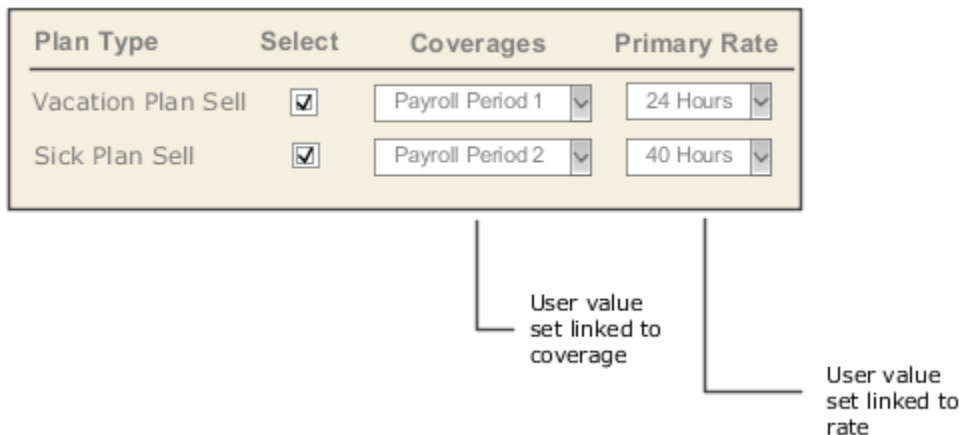 Plan Type Select Coverages Primary Rate
Vacation Plan Sell Payroll Period 1 24 Hours
Sick Plan Sell Payroll Period 2 40 Hours
User value
set linked to
coverage
User value
set linked to
rate